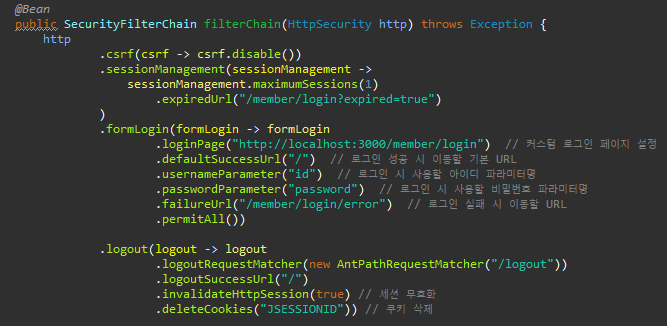 @Bean
public SecurityFilterChain filterChain(HttpSecurity http) throws Exception {
    http
            .csrf(csrf -> csrf.disable())
            .sessionManagement(sessionManagement ->
                sessionManagement.maximumSessions(1)
                    .expiredUrl("/member/login?expired=true")
            )
            .formLogin(formLogin -> formLogin
                    .loginPage("http://localhost:3000/member/login")  // 커스텀 로그인 페이지 설정
                    .defaultSuccessUrl("/")  // 로그인 성공 시 이동할 기본 URL
                    .usernameParameter("id")  // 로그인 시 사용할 아이디 파라미터명
                    .passwordParameter("password")  // 로그인 시 사용할 비밀번호 파라미터명
                    .failureUrl("/member/login/error")  // 로그인 실패 시 이동할 URL
                    .permitAll())
            .logout(logout -> logout
                    .logoutRequestMatcher(new AntPathRequestMatcher("/logout"))
                    .logoutSuccessUrl("/")
                    .invalidateHttpSession(true) // 세션 무효화
                    .deleteCookies("JSESSIONID")) // 쿠키 삭제